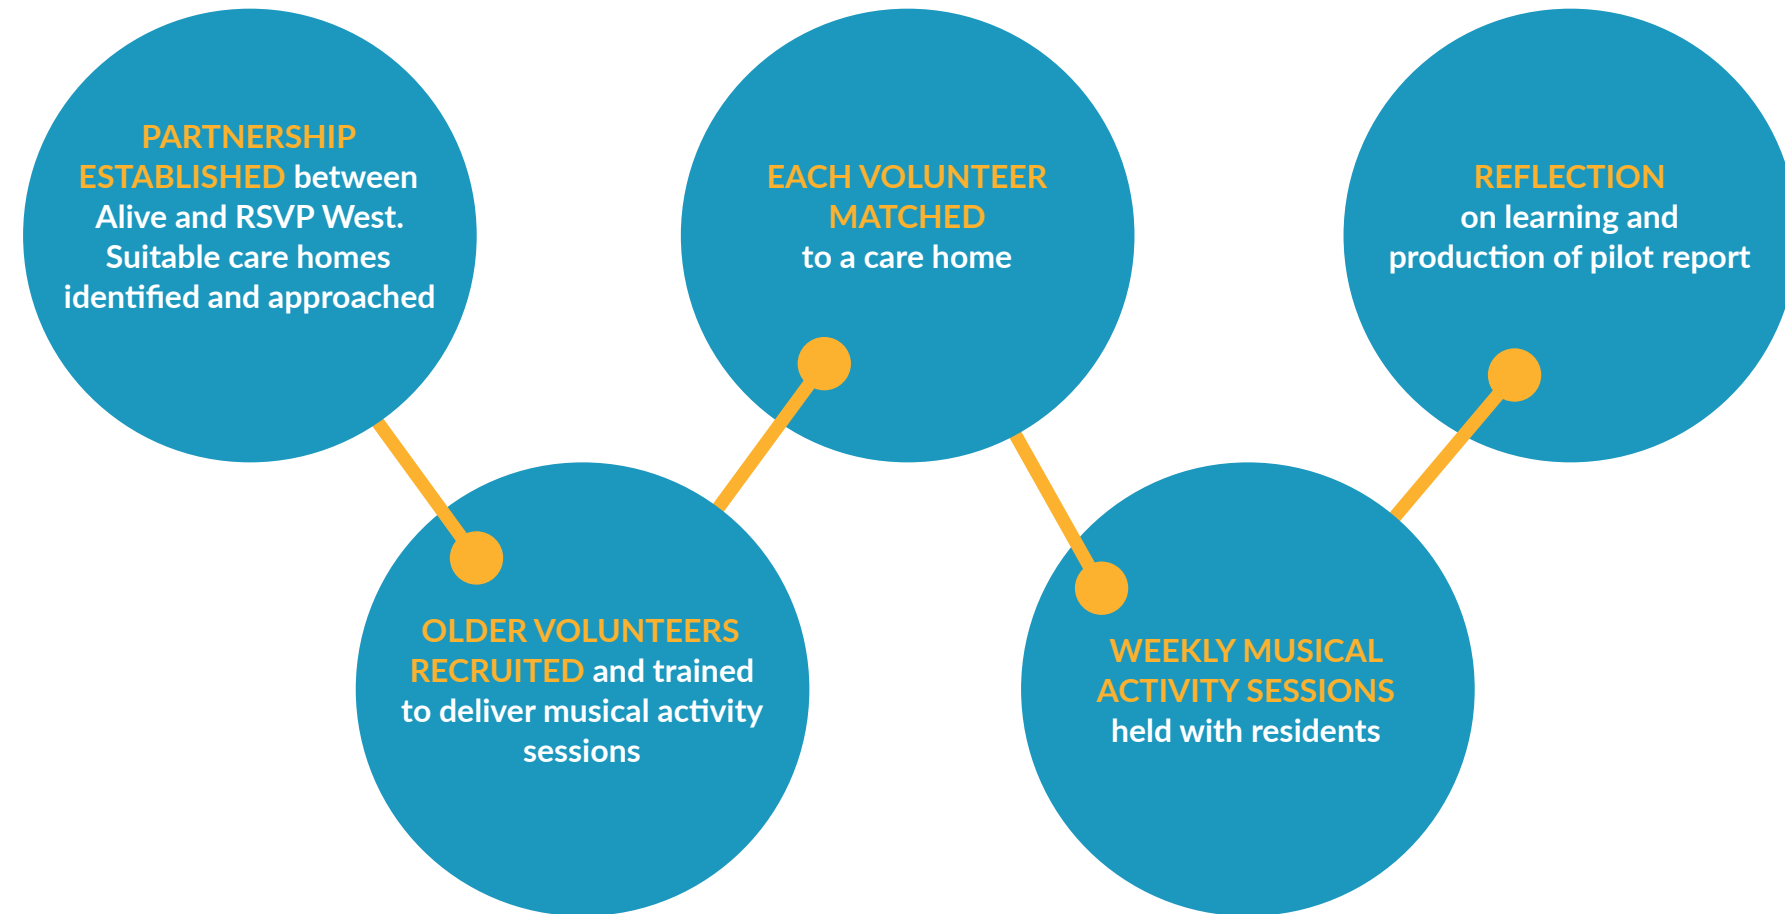 PARTNERSHIP
ESTABLISHED between
Alive and RSVP West.
Suitable care homes
identified and approached
OLDER VOLUNTEERS
RECRUITED and trained
to deliver musical activity
sessions
EACH VOLUNTEER
MATCHED
to a care home
WEEKLY MUSICAL
ACTIVITY SESSIONS
held with residents
REFLECTION
on learning and
production of pilot report